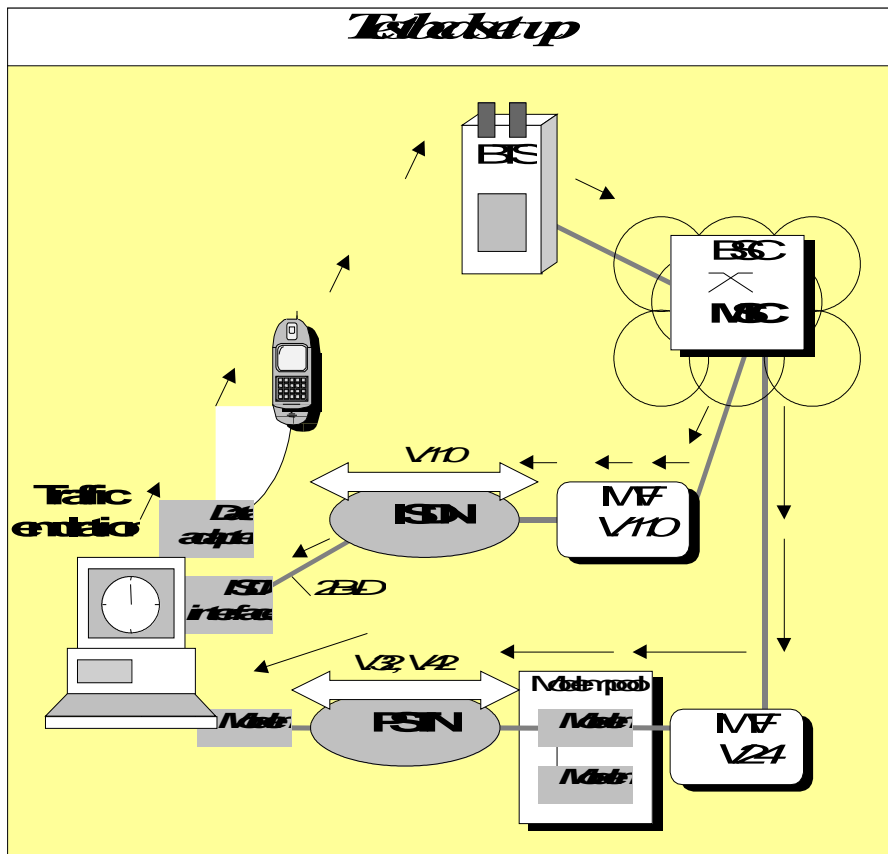 Testbed setup
BTS
BSC
MSC
V.110
Traffic
emulation
Data
adapter
ISDN
IWF
V.110
ISDN
interface
2B+D
V.32, V.42
Modem pool
Modem
PSTN
Modem
IWF
V.24
Modem